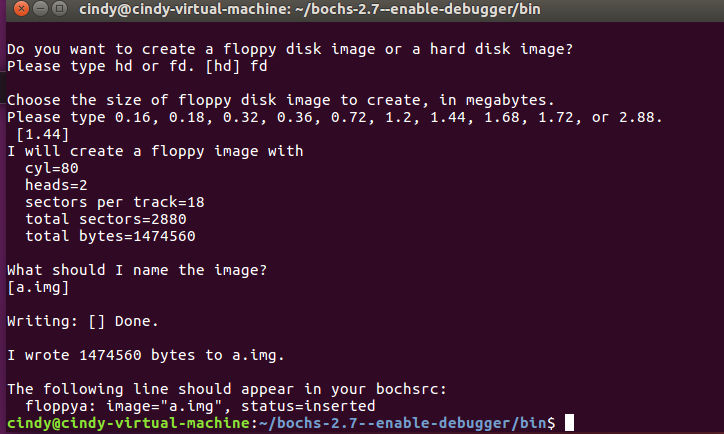 cindy@cindy-virtual-machine: ~/bochs-2.7--enable-debugger/bin
Do you want to create a floppy disk image or a hard disk image?
Please type hd or fd. [hd] fd
Choose the size of floppy disk image to create, in megabytes.
Please type 0.16, 0.18, 0.32, 0.36, 0.72, 1.2, 1.44, 1.68, 1.72, or 2.88.
 [1.44]
I will create a floppy image with
  cyl=80
  heads=2
  sectors per track=18
  total sectors=2880
  total bytes=1474560
What should I name the image?
[a.img]
Writing: [] Done.
I wrote 1474560 bytes to a.img.
The following line should appear in your bochsrc:
  floppya: image="a.img", status=inserted
cindy@cindy-virtual-machine:~/bochs-2.7--enable-debugger/bin$